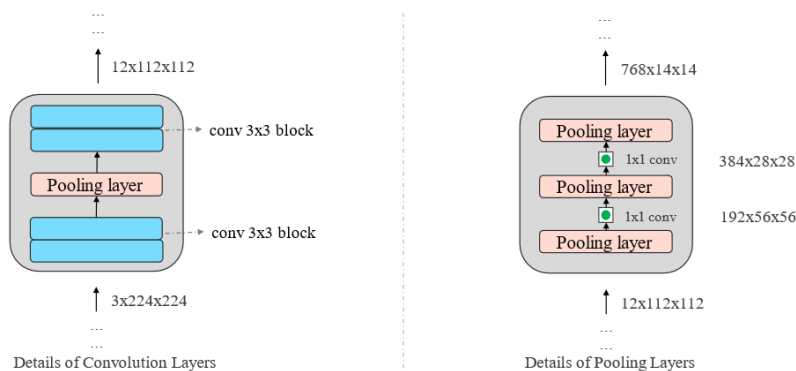 ...
...
12x112x112
conv 3x3 block
Pooling layer
conv 3x3 block
3x224x224
...
...
Details of Convolution Layers
...
...
768x14x14
Pooling layer
1x1 conv
384x28x28
Pooling layer
1x1 conv
192x56x56
Pooling layer
12x112x112
...
...
Details of Pooling Layers